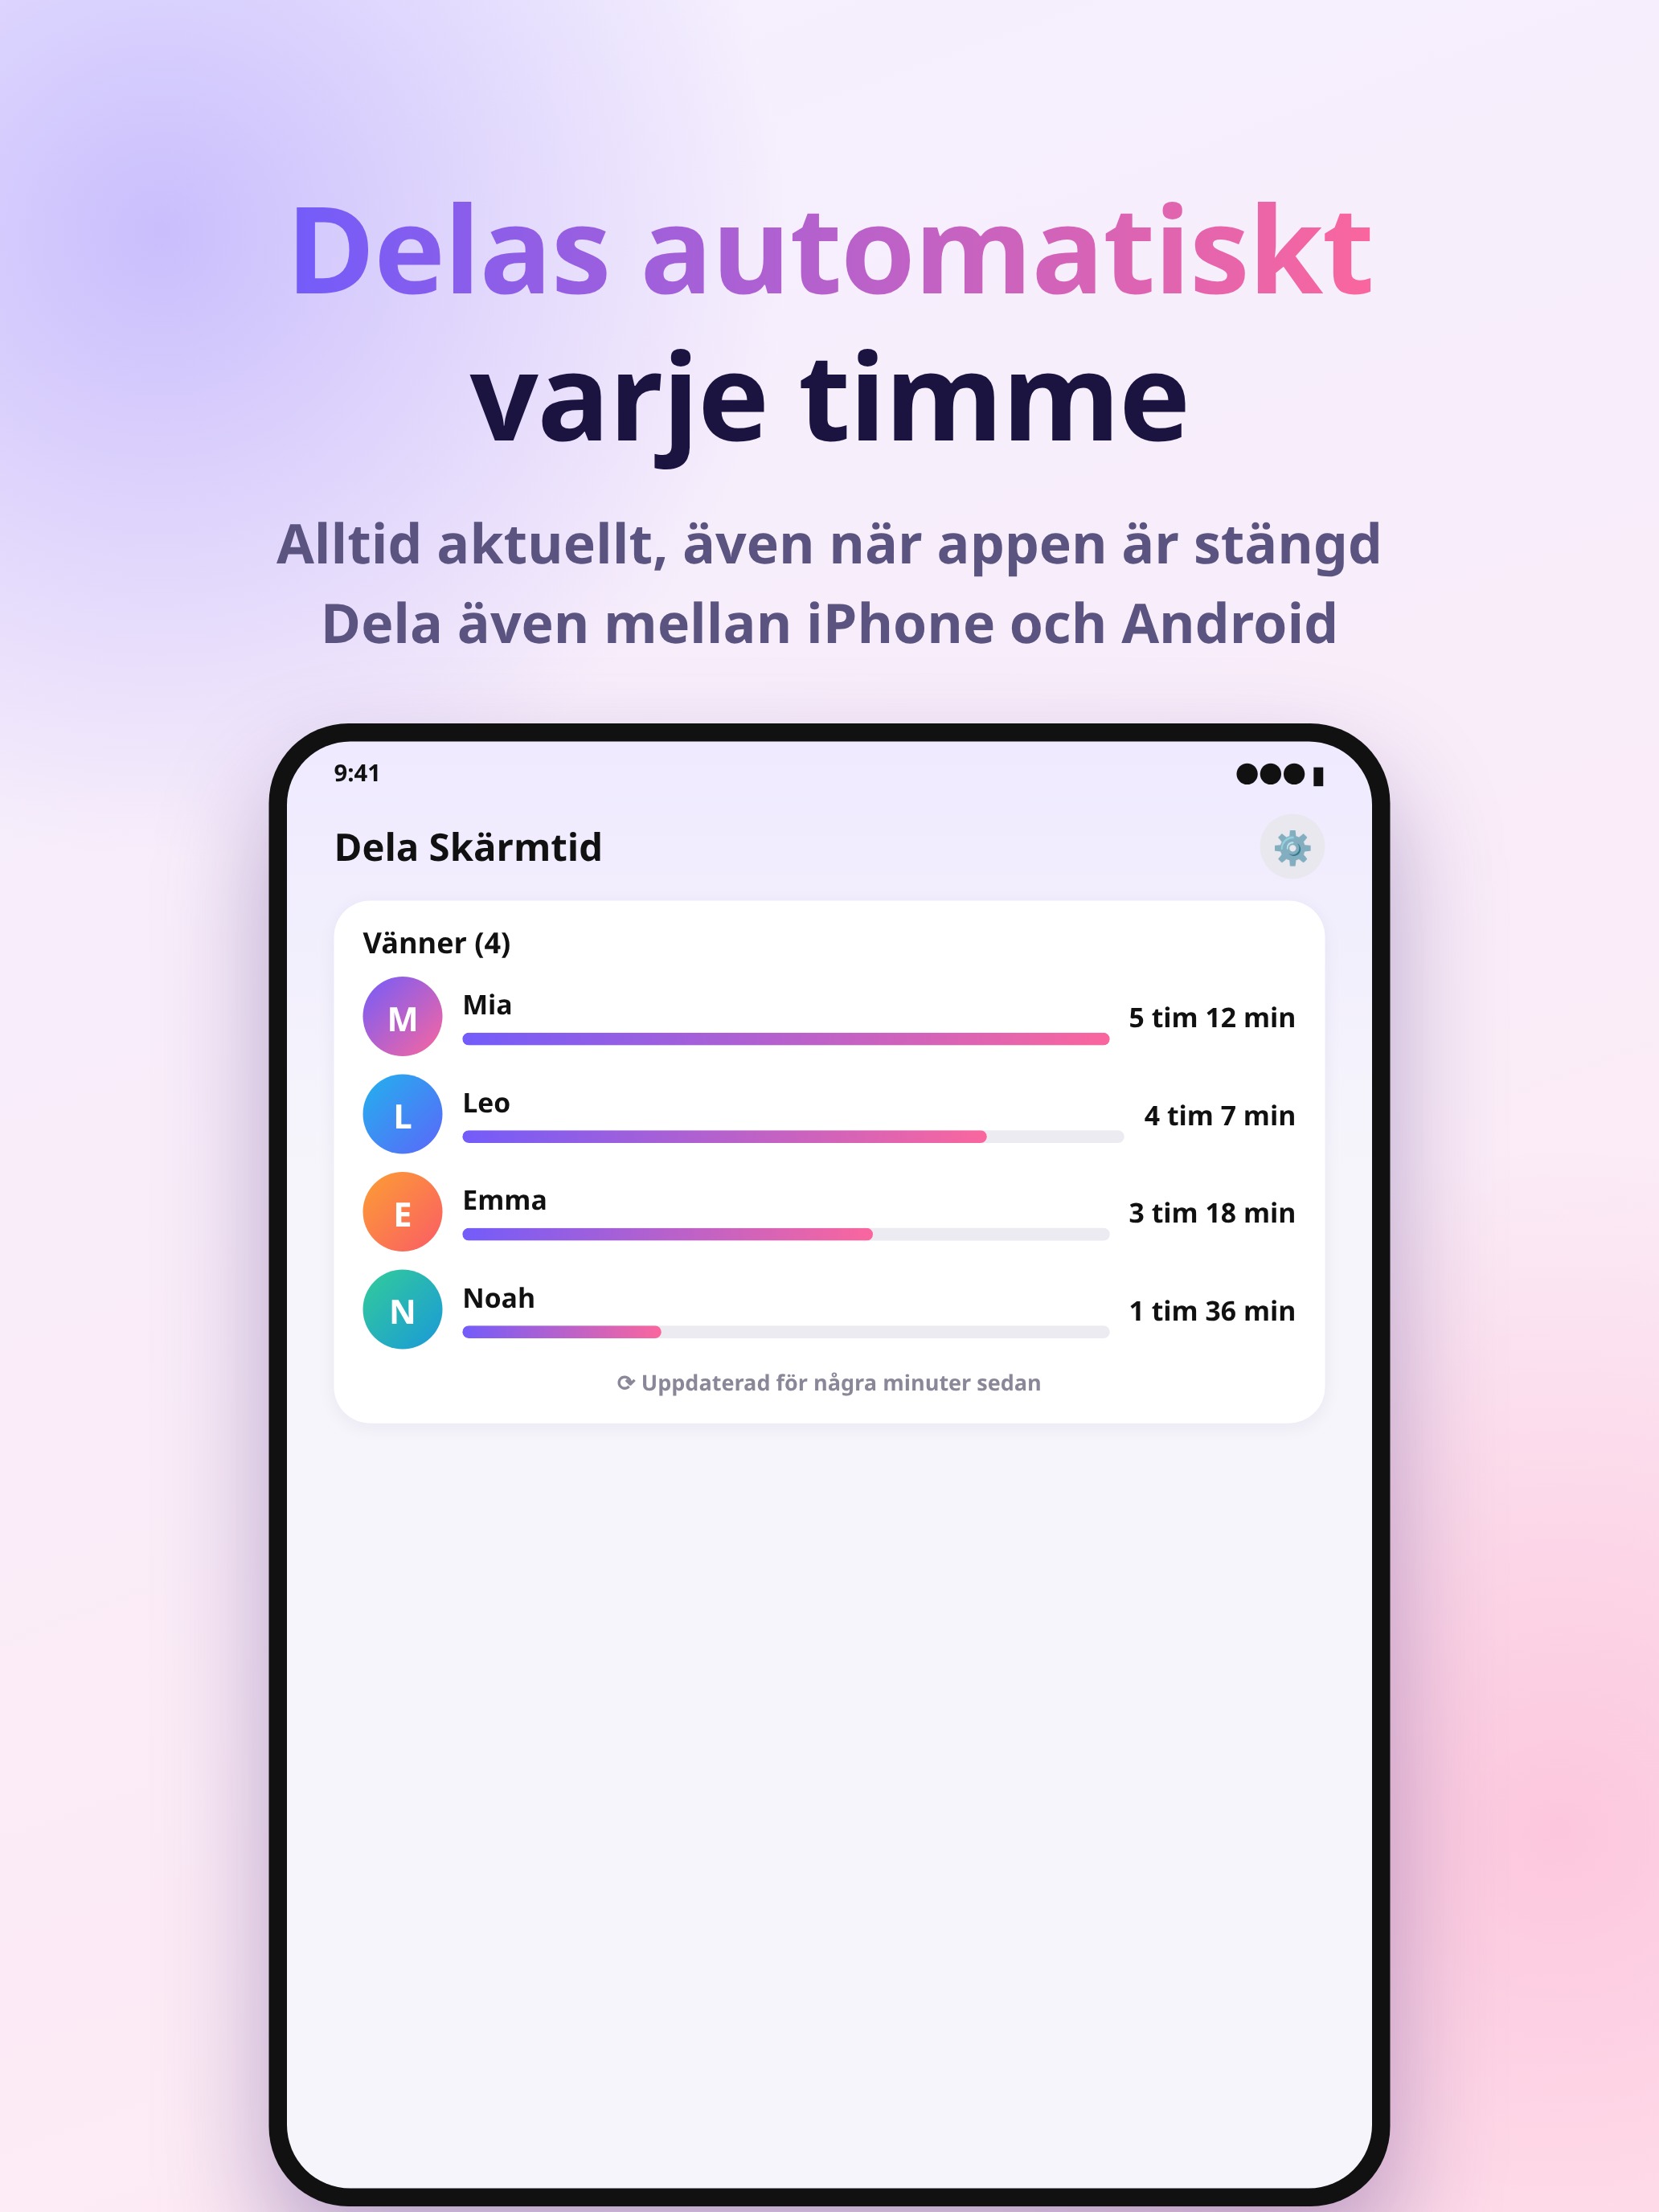 Delas automatiskt
varje timme
Alltid aktuellt, även när appen är stängd
Dela även mellan iPhone och Android
9:41
Dela Skärmtid
Vänner (4)
M
Mia
5 tim 12 min
L
Leo
4 tim 7 min
E
Emma
3 tim 18 min
N
Noah
1 tim 36 min
⟳ Uppdaterad för några minuter sedan